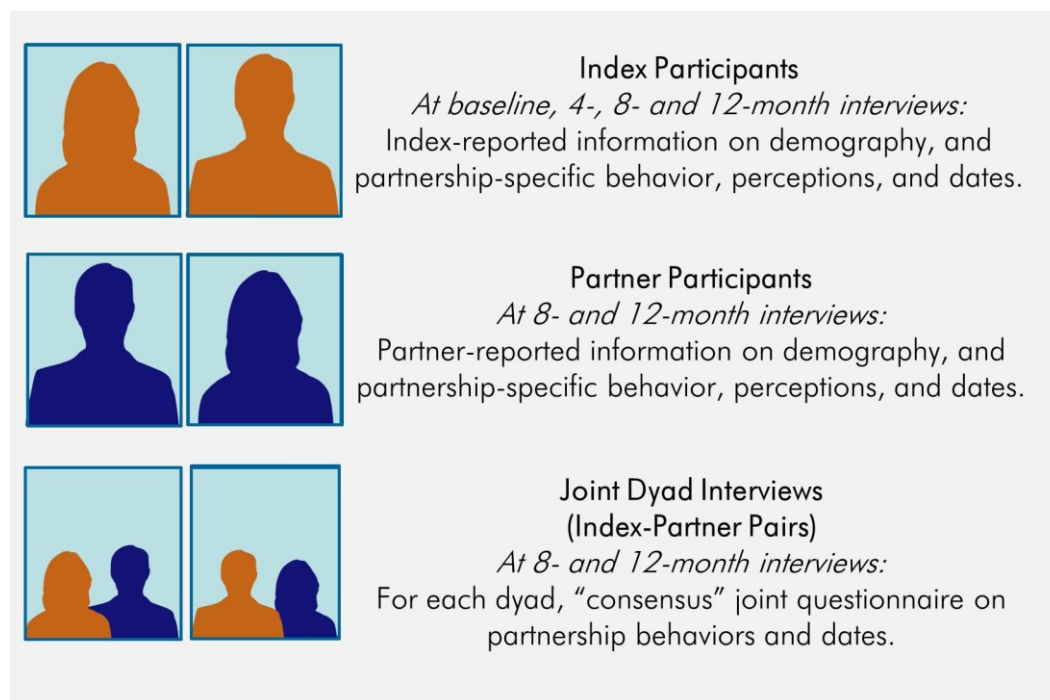 Index Participants
At baseline, 4-, 8- and 12-month interviews:
Index-reported information on demography, and
partnership-specific behavior, perceptions, and dates.
Partner Participants
At 8- and 12-month interviews:
Partner-reported information on demography, and
partnership-specific behavior, perceptions, and dates.
Joint Dyad Interviews
(Index-Partner Pairs)
At 8- and 12-month interviews:
For each dyad, “consensus” joint questionnaire on
partnership behaviors and dates.